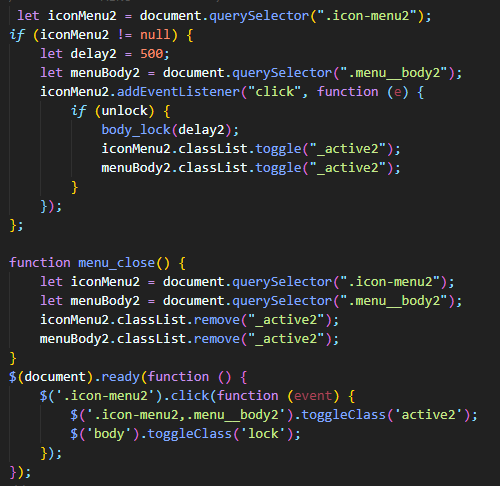 let iconMenu2 = document.querySelector(".icon-menu2");
if (iconMenu2 != null) {
let delay2 = 500;
let menuBody2 = document.querySelector(".menu__body2");
iconMenu2.addEventListener("click", function (e) {
if (unlock) {
body_lock(delay2);
iconMenu2.classList.toggle("_active2");
menuBody2.classList.toggle("_active2");
}
});
};
function menu_close() {
let iconMenu2 = document.querySelector(".icon-menu2");
let menuBody2 = document.querySelector(".menu__body2");
iconMenu2.classList.remove("_active2");
menuBody2.classList.remove("_active2");
}
$(document).ready(function () {
$('.icon-menu2').click(function (event) {
$('.icon-menu2,.menu__body2').toggleClass('active2');
$('body').toggleClass('lock');
});
});